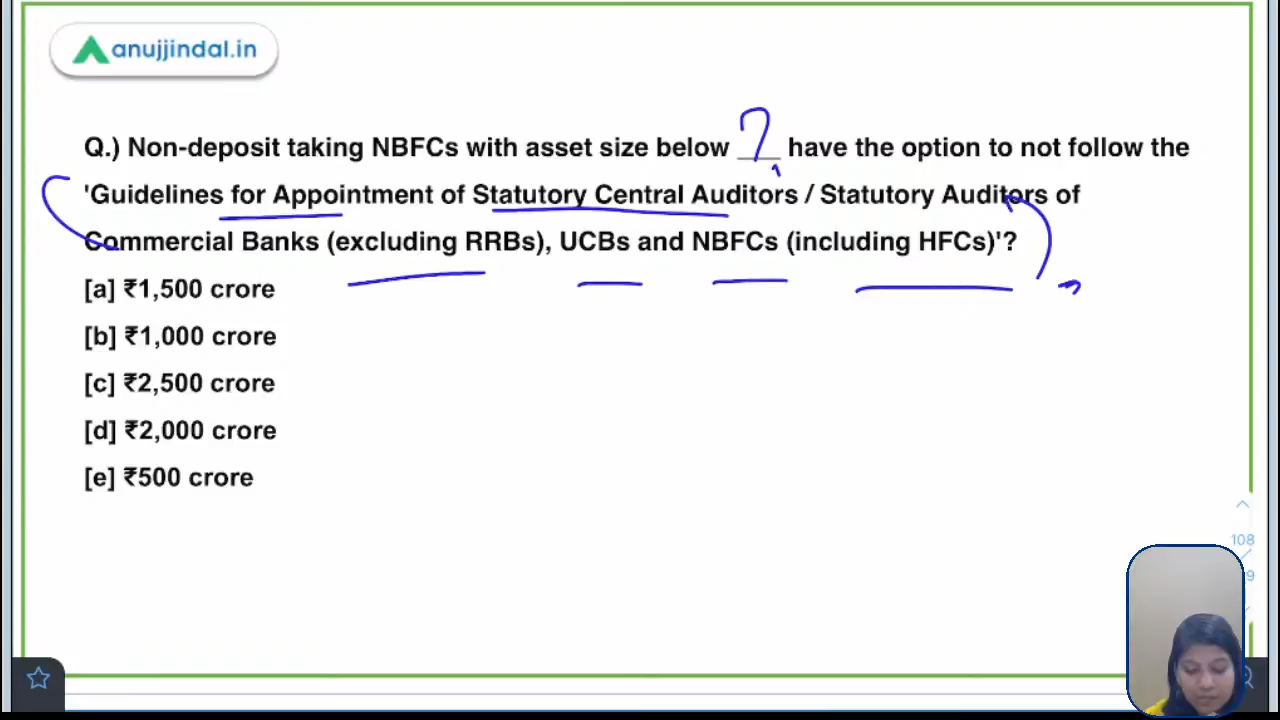 anujjindal.in
Q.) Non-deposit taking NBFCs with asset size below ___ have the option to not follow the
?
'Guidelines for Appointment of Statutory Central Auditors / Statutory Auditors of
Commercial Banks (excluding RRBs), UCBs and NBFCs (including HFCs)'?
[a] ₹1,500 crore
[b] ₹1,000 crore
[c] ₹2,500 crore
[d] ₹2,000 crore
[e] ₹500 crore
108